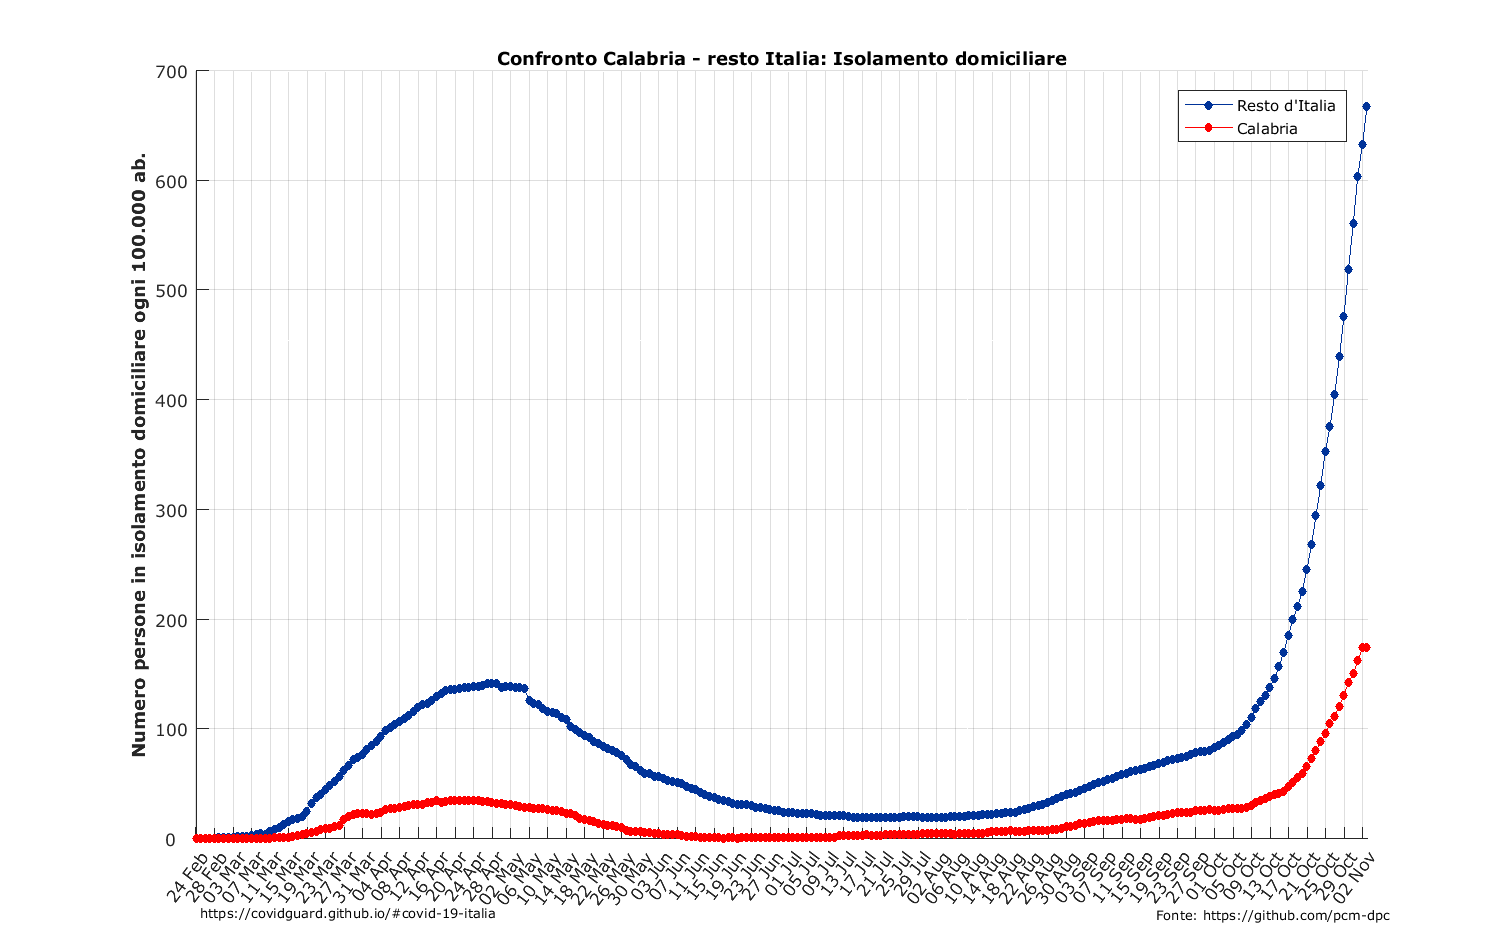 Confronto Calabria - resto Italia: Isolamento domiciliare
Resto d'Italia
Calabria
Numero persone in isolamento domiciliare ogni 100.000 ab.
700
600
500
400
300
200
100
0
24 Feb
28 Feb
03 Mar
07 Mar
11 Mar
15 Mar
19 Mar
23 Mar
27 Mar
31 Mar
04 Apr
08 Apr
12 Apr
16 Apr
20 Apr
24 Apr
28 Apr
02 May
06 May
10 May
14 May
18 May
22 May
26 May
30 May
03 Jun
07 Jun
11 Jun
15 Jun
19 Jun
23 Jun
27 Jun
01 Jul
05 Jul
09 Jul
13 Jul
17 Jul
21 Jul
25 Jul
29 Jul
02 Aug
06 Aug
10 Aug
14 Aug
18 Aug
22 Aug
26 Aug
30 Aug
03 Sep
07 Sep
11 Sep
15 Sep
19 Sep
23 Sep
27 Sep
01 Oct
05 Oct
09 Oct
13 Oct
17 Oct
21 Oct
25 Oct
29 Oct
02 Nov
https://covidguard.github.io/#covid-19-italia
Fonte: https://github.com/pcm-dpc